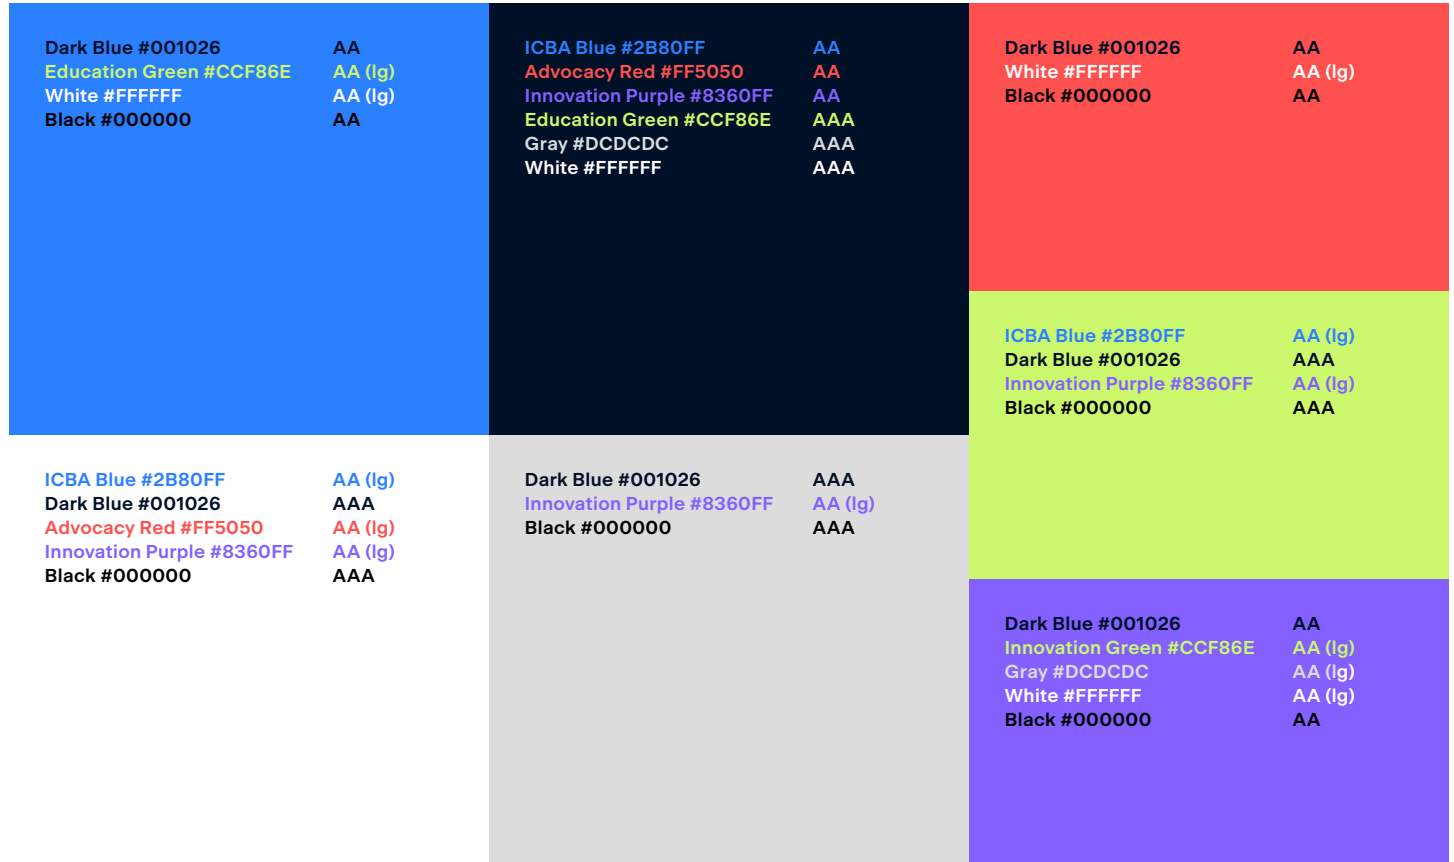 Dark Blue #001026 AA
Education Green #CCF86E AA (lg)
White #FFFFFF AA (lg)
Black #000000 AA
ICBA Blue #2B80FF AA
Advocacy Red #FF5050 AA
Innovation Purple #8360FF AA
Education Green #CCF86E AAA
Gray #DCDCDC AAA
White #FFFFFF AAA
Dark Blue #001026 AA
White #FFFFFF AA (lg)
Black #000000 AA
ICBA Blue #2B80FF AA (lg)
Dark Blue #001026 AAA
Innovation Purple #8360FF AA (lg)
Black #000000 AAA
ICBA Blue #2B80FF AA (lg)
Dark Blue #001026 AAA
Advocacy Red #FF5050 AA (lg)
Innovation Purple #8360FF AA (lg)
Black #000000 AAA
Dark Blue #001026 AAA
Innovation Purple #8360FF AA (lg)
Black #000000 AAA
Dark Blue #001026 AA
Innovation Green #CCF86E AA (lg)
Gray #DCDCDC AA (lg)
White #FFFFFF AA (lg)
Black #000000 AA